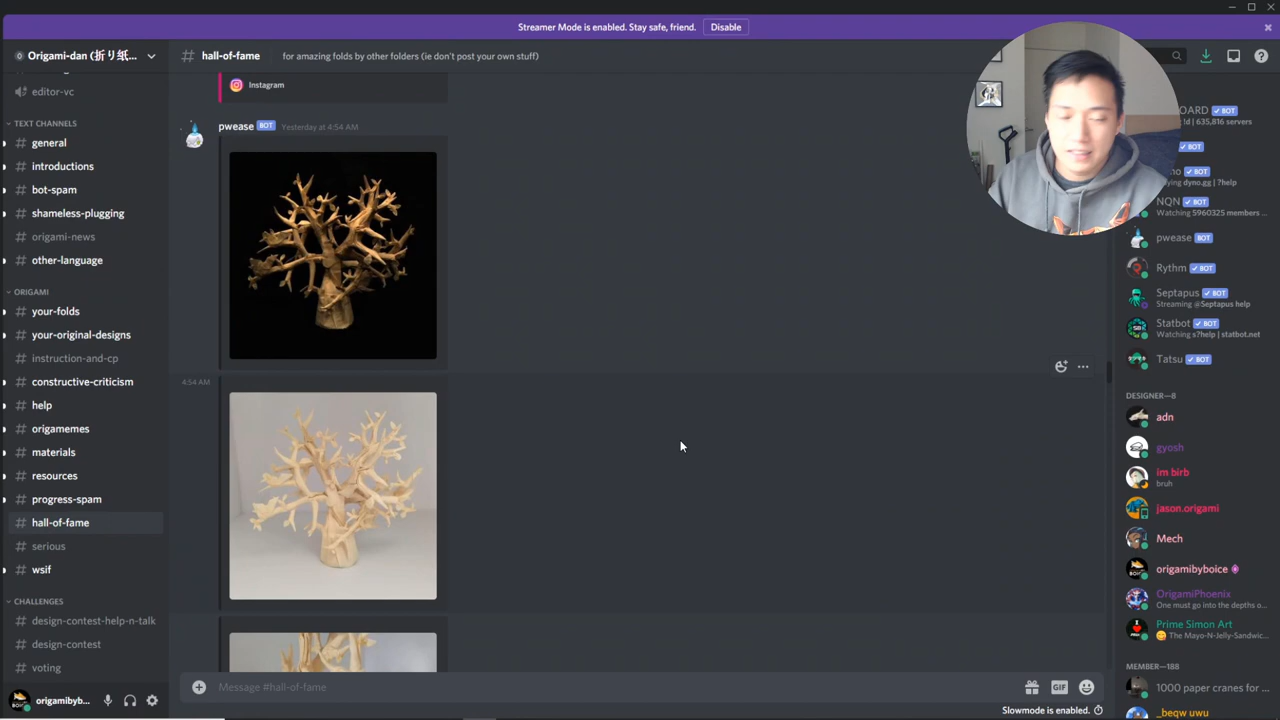 Streamer Mode is enabled. Stay safe, friend. Disable
Origami-dan (折り紙...
# hall-of-fame for amazing folds by other folders (ie don't post your own stuff)
editor-vc
TEXT CHANNELS
# general
# introductions
# bot-spam
# shameless-plugging
# origami-news
# other-language
ORIGAMI
# your-folds
# your-original-designs
# instruction-and-cp
# constructive-criticism
# help
# origamemes
# materials
# resources
# progress-spam
# hall-of-fame
# serious
# wsif
CHALLENGES
# design-contest-help-n-talk
# design-contest
# voting
origamibyb...
Instagram
pwease BOT Yesterday at 4:54 AM
4:54 AM
Message #hall-of-fame
GIF
Slowmode is enabled.
BOT
| 635,816 servers
BOT
BOT
dyno.gg | ?help
NQN BOT
Watching 5960325 members ...
pwease BOT
Rythm BOT
Septapus BOT
Streaming @Septapus help
Statbot BOT
Watching s?help | statbot.net
Tatsu BOT
DESIGNER—8
adn
gyosh
im birb
bruh
jason.origami
Mech
origamibyboice
OrigamiPhoenix
One must go into the depths o...
Prime Simon Art
The Mayo-N-Jelly-Sandwic...
MEMBER—188
1000 paper cranes for ...
_beqw uwu